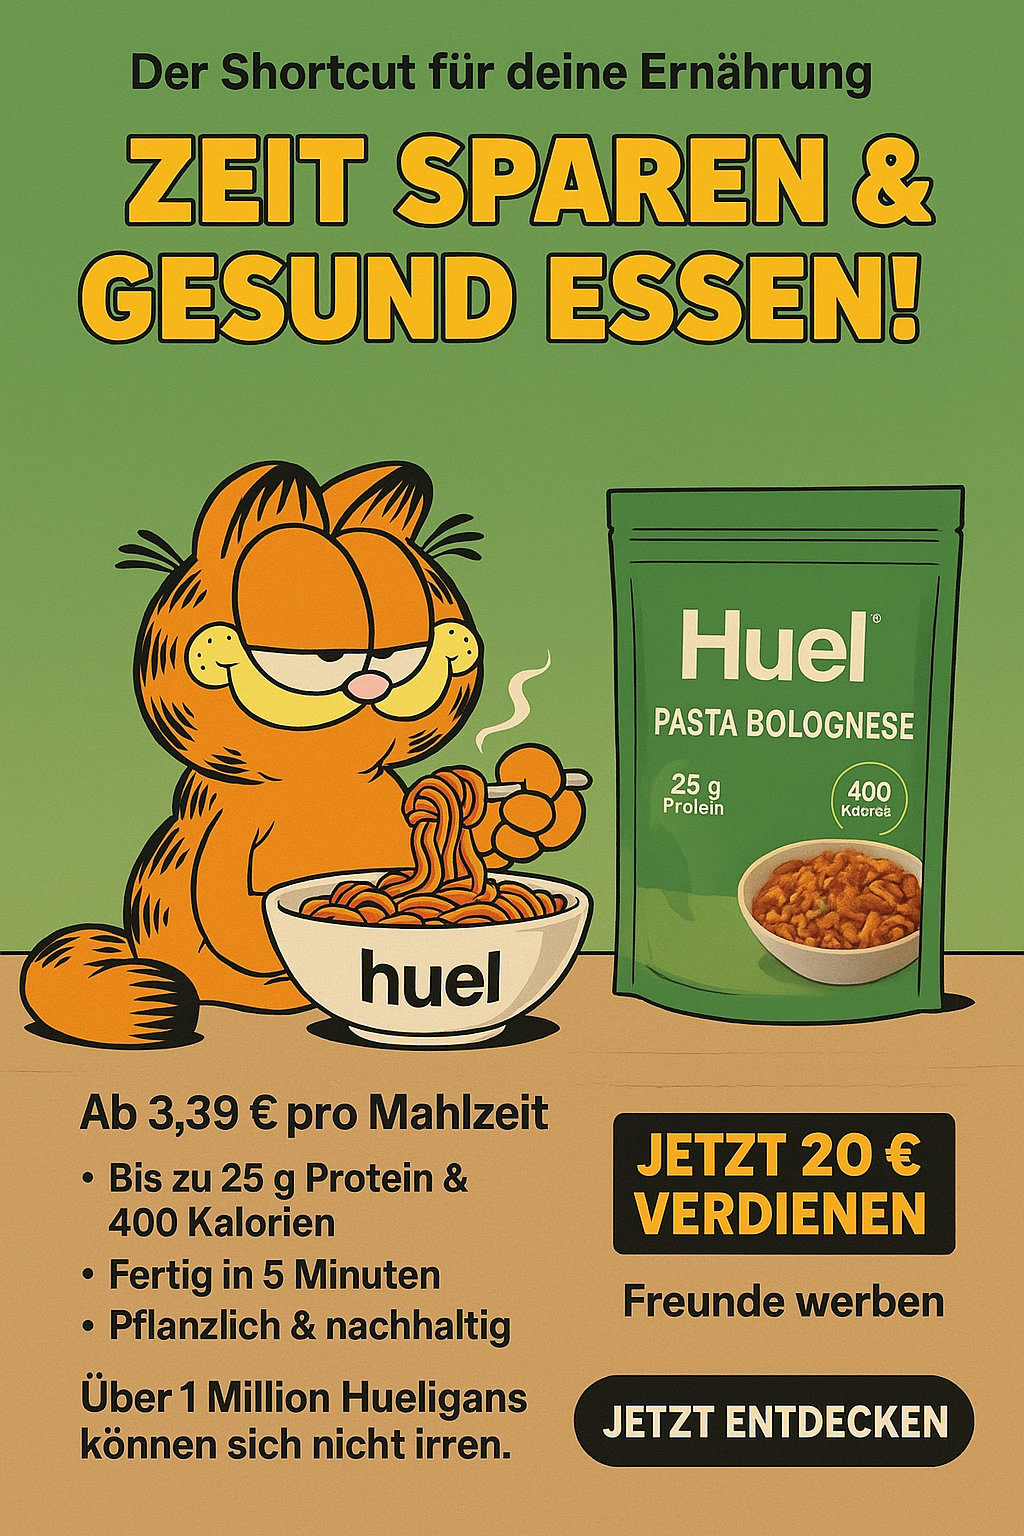 Der Shortcut für deine Ernährung
ZEIT SPAREN &
GESUND ESSEN!
Huel®
PASTA BOLOGNESE
25 g
Prolein
400
huel
Ab 3,39 € pro Mahlzeit
• Bis zu 25 g Protein &
400 Kalorien
• Fertig in 5 Minuten
• Pflanzlich & nachhaltig
Über 1 Million Hueligans
können sich nicht irren.
JETZT 20 €
VERDIENEN
Freunde werben
JETZT ENTDECKEN